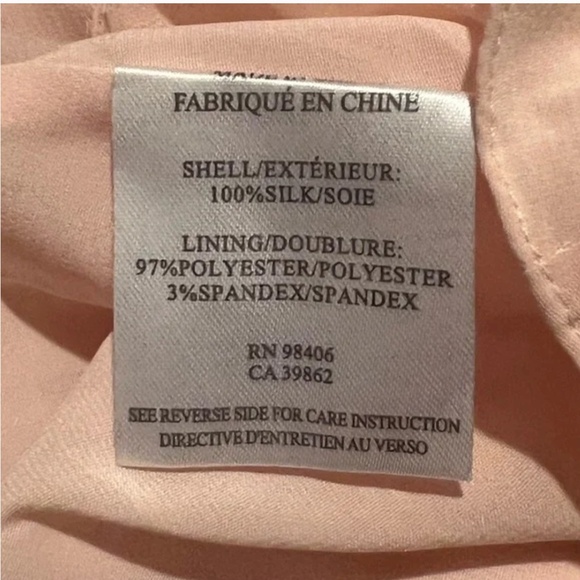 FABRIQUÉ EN CHINE
SHELL/EXTÉRIEUR:
100%SILK/SOIE
LINING/DOUBLURE:
97%POLYESTER/POLYESTER
3%SPANDEX/SPANDEX
RN 98406
CA 39862
SEE REVERSE SIDE FOR CARE INSTRUCTION
DIRECTIVE D'ENTRETIEN AU VERSO